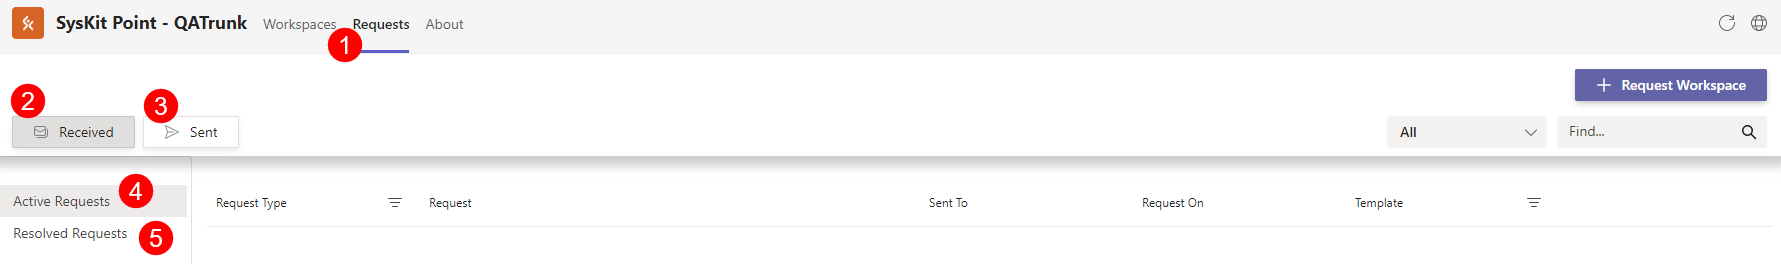 SysKit Point - QATrunk Workspaces Requests About
1
+ Request Workspace
2 3
Received Sent All Find...
4
Active Requests Request Type Request Sent To Request On Template
Resolved Requests 5